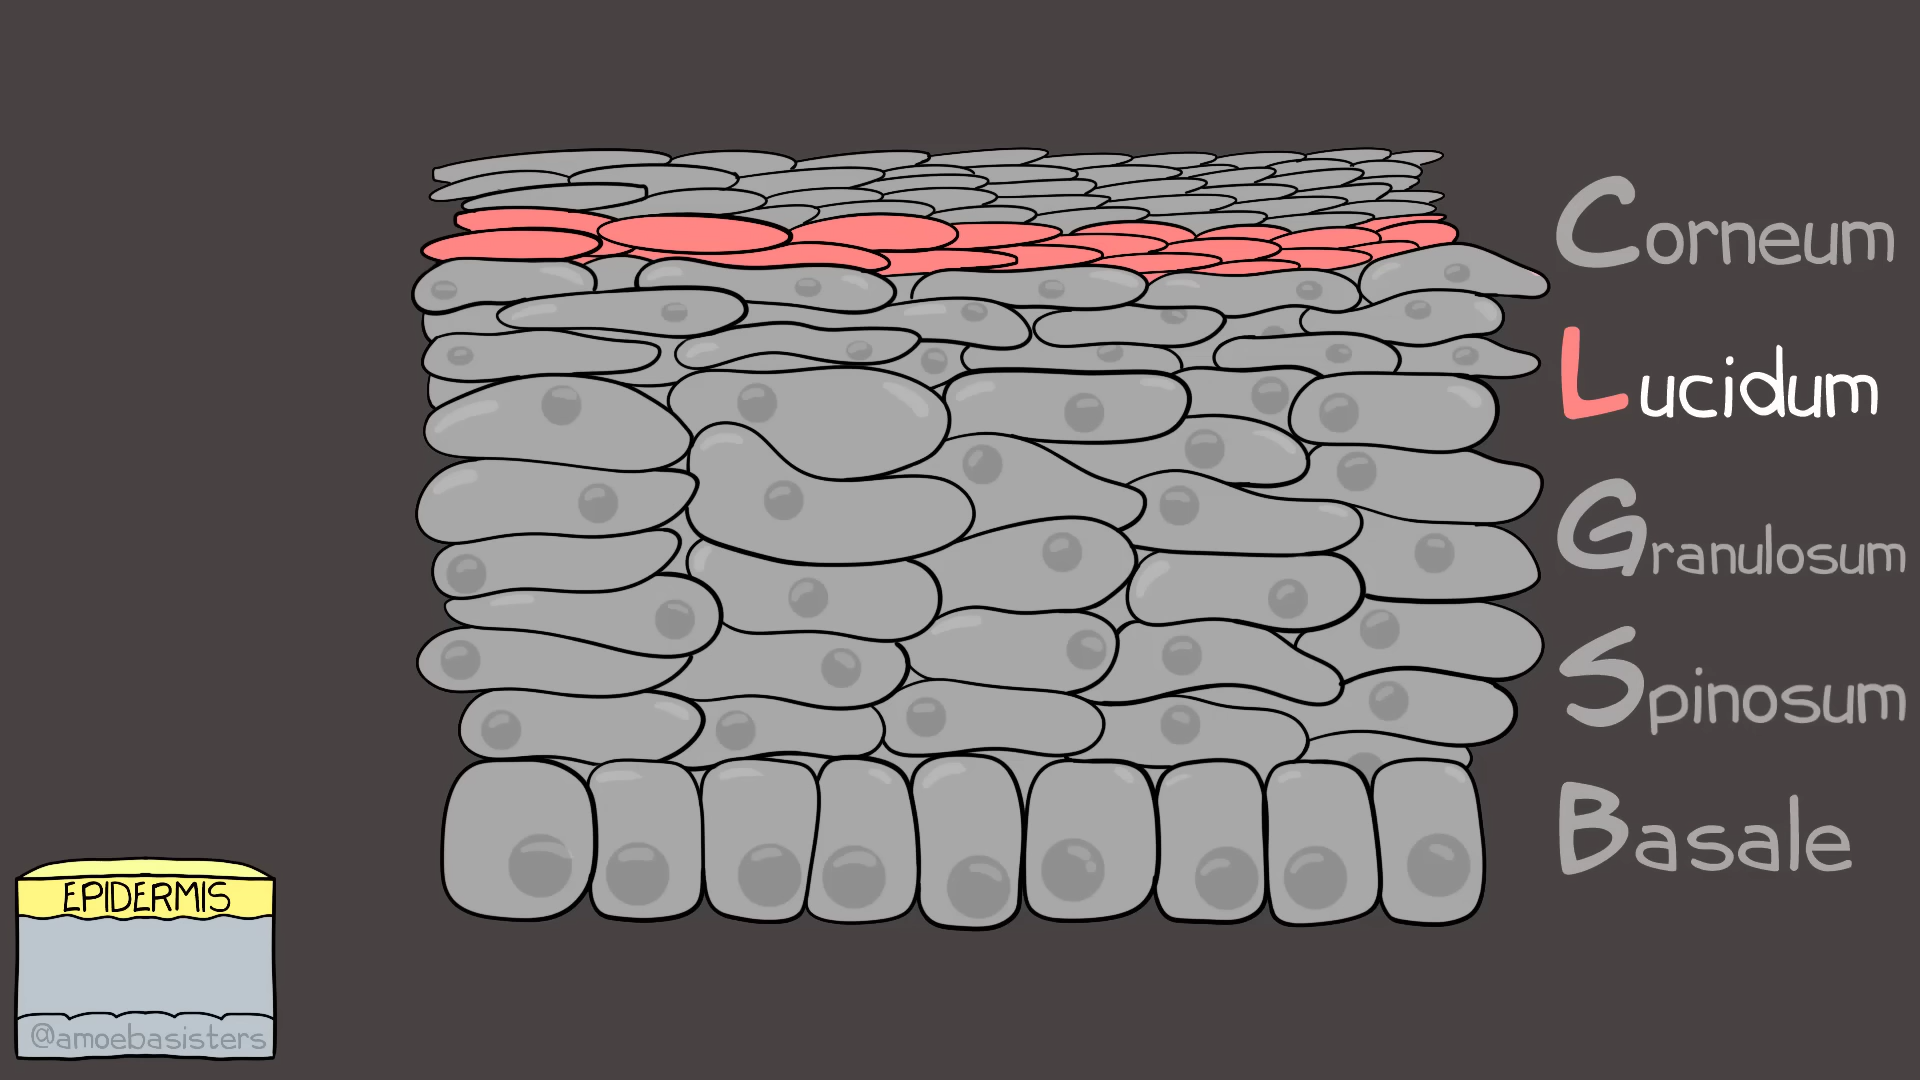 Corneum
Lucidum
Granulosum
Spinosum
Basale
EPIDERMIS
@amoebasisters